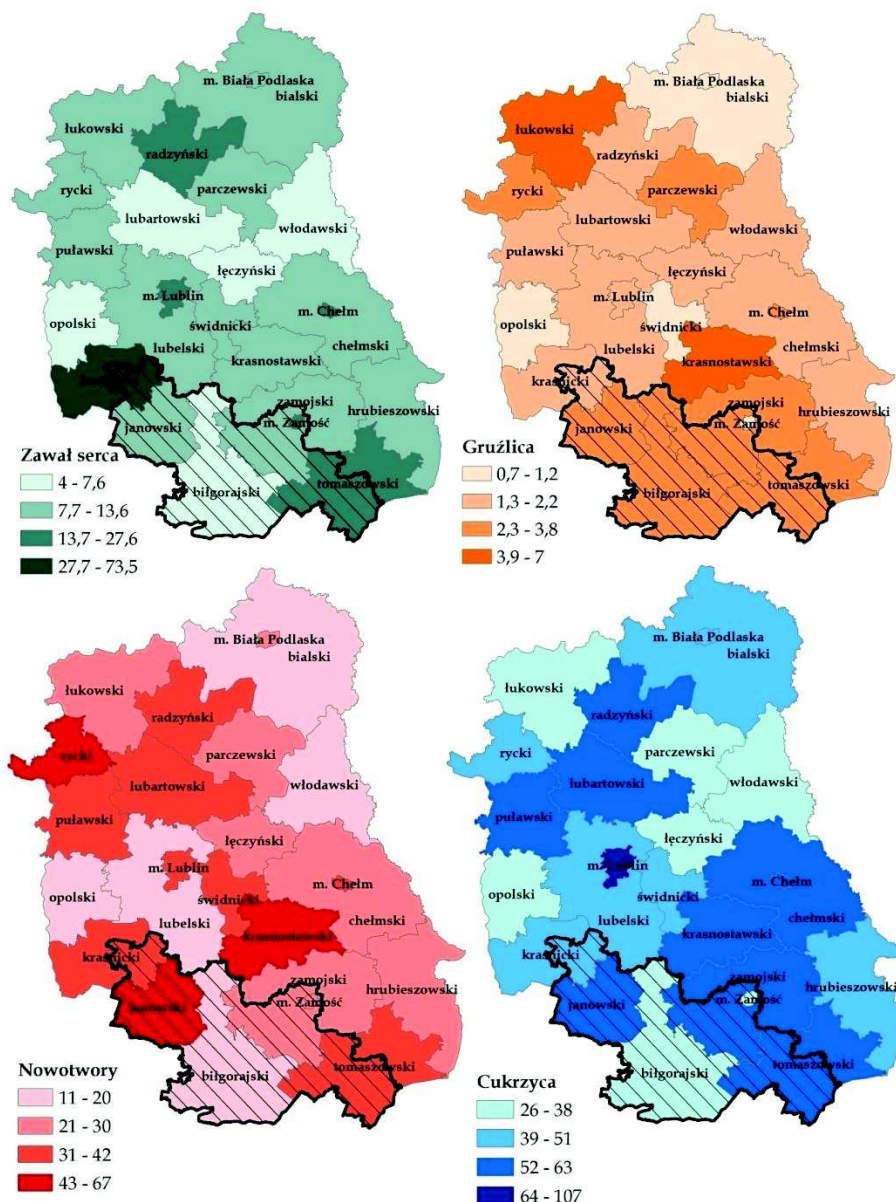 m. Biała Podlaska
bialski
łukowski
radzyński
rycki
parczewski
lubartowski
włodawski
puławski
łęczyński
m. Lublin
opolski
świdnicki
m. Chełm
lubelski
chełmski
krasnostawski
zamojski
hrubieszowski
janowski
m. Zamość
tomaszowski
biłgorajski
Zawał serca
4 - 7,6
7,7 - 13,6
13,7 - 27,6
27,7 - 73,5
m. Biała Podlaska
bialski
łukowski
radzyński
rycki
parczewski
lubartowski
włodawski
puławski
łęczyński
m. Lublin
opolski
świdnicki
m. Chełm
lubelski
chełmski
krasnostawski
kraśnicki
zamojski
hrubieszowski
janowski
m. Zamość
tomaszowski
biłgorajski
Gruźlica
0,7 - 1,2
1,3 - 2,2
2,3 - 3,8
3,9 - 7
m. Biała Podlaska
bialski
łukowski
radzyński
rycki
parczewski
lubartowski
włodawski
puławski
łęczyński
m. Lublin
opolski
świdnicki
m. Chełm
lubelski
chełmski
krasnostawski
kraśnicki
zamojski
hrubieszowski
m. Zamość
tomaszowski
biłgorajski
Nowotwory
11 - 20
21 - 30
31 - 42
43 - 67
m. Biała Podlaska
bialski
łukowski
radzyński
rycki
parczewski
lubartowski
włodawski
puławski
łęczyński
m. Lublin
opolski
świdnicki
m. Chełm
lubelski
chełmski
krasnostawski
kraśnicki
zamojski
hrubieszowski
janowski
m. Zamość
tomaszowski
biłgorajski
Cukrzyca
26 - 38
39 - 51
52 - 63
64 - 107